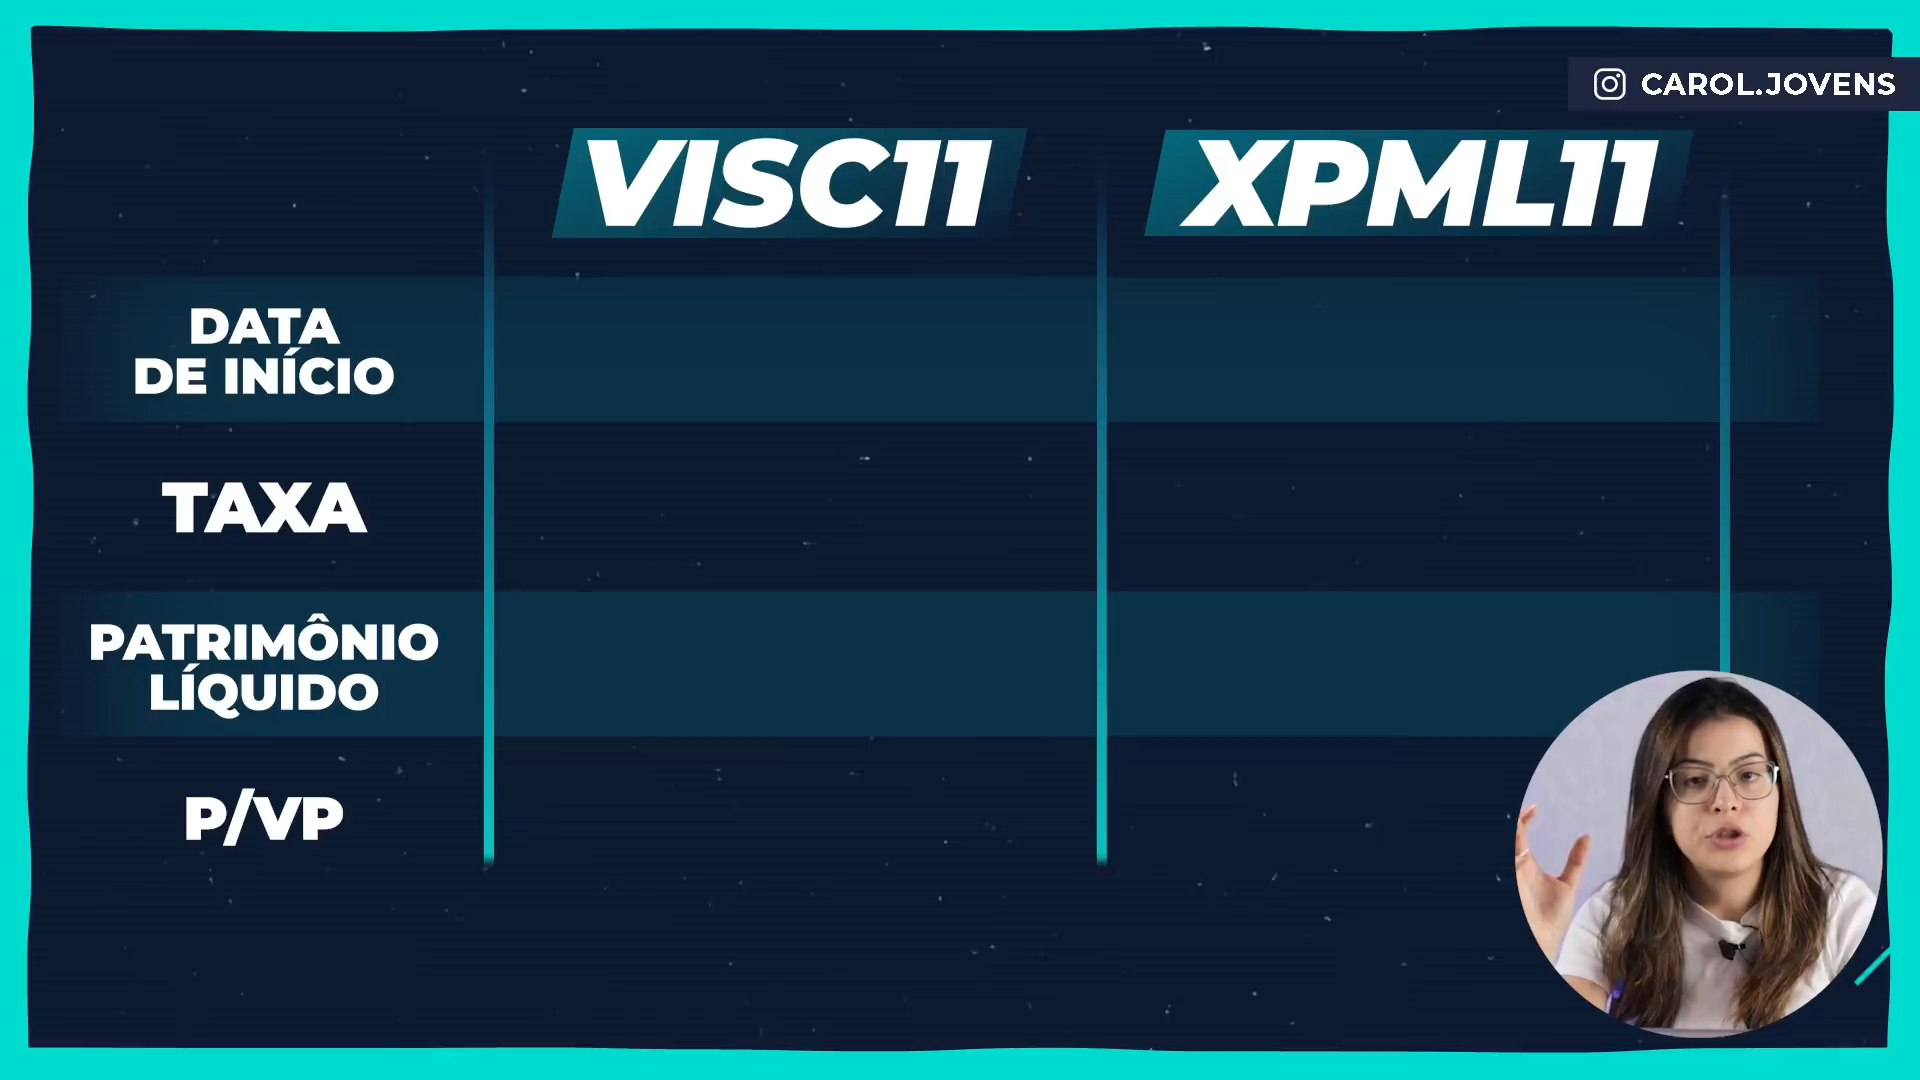 CAROL.JOVENS
VISC11
XPML11
DATA
DE INÍCIO
TAXA
PATRIMÔNIO
LÍQUIDO
P/VP